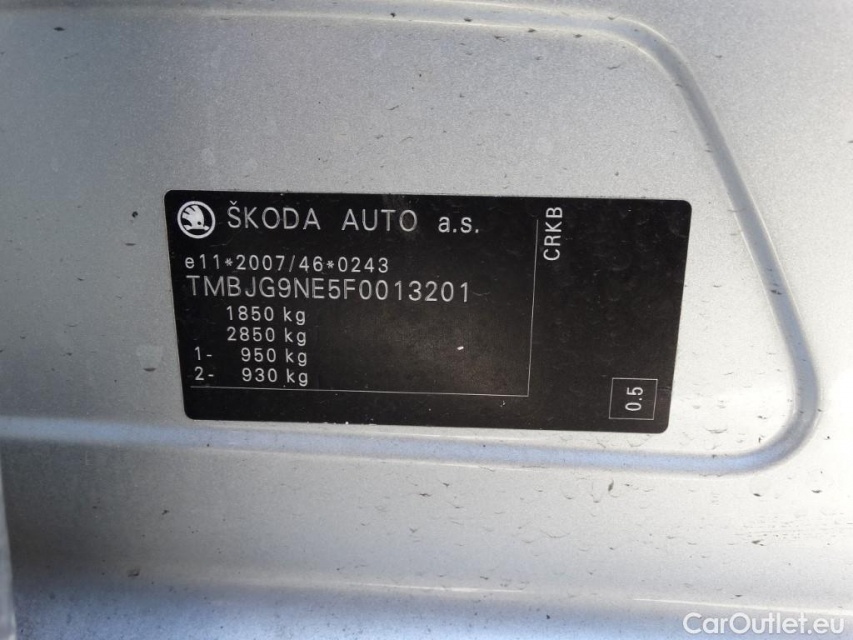 ŠKODA AUTO a.s.
e11*2007/46*0243
TMBJG9NE5F0013201
1850 kg
2850 kg
1- 950 kg
2- 930 kg
CRKB
0.5
CarOutlet.eu